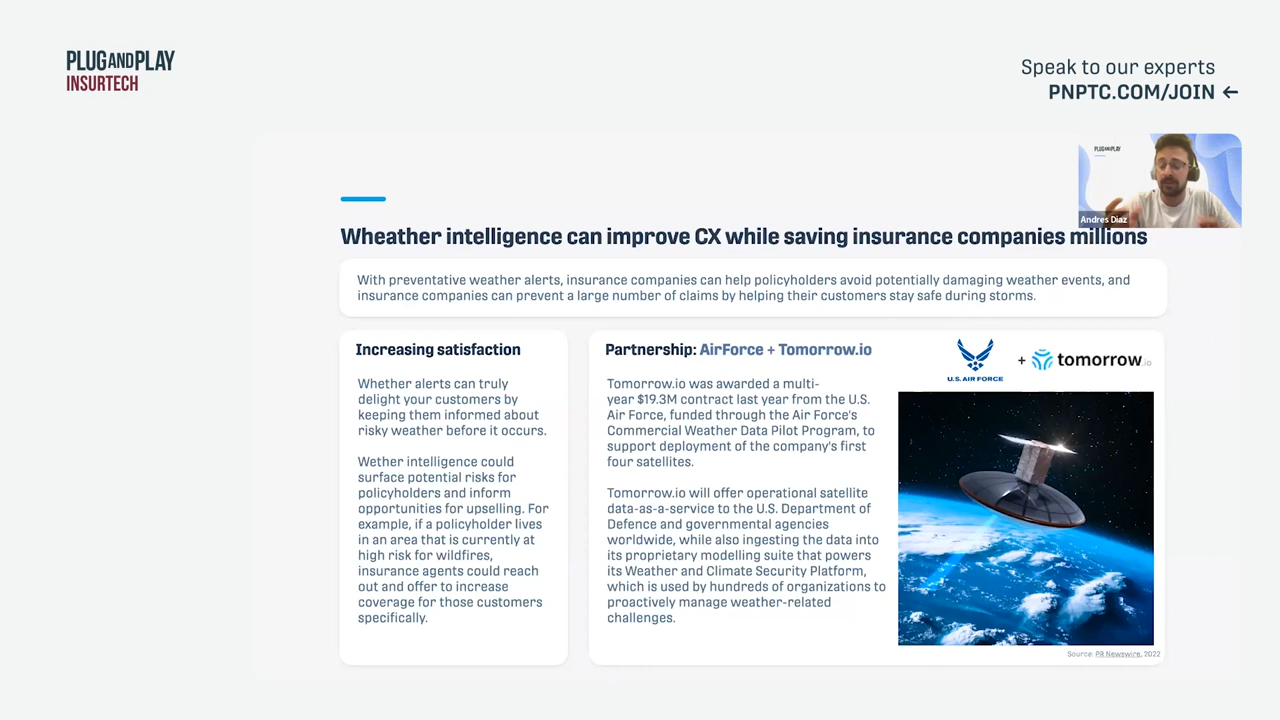 PLUGANDPLAY
INSURTECH
Speak to our experts
PNPTC.COM/JOIN ←
PLUGANDPLAY
Andres Diaz
Wheather intelligence can improve CX while saving insurance companies millions
With preventative weather alerts, insurance companies can help policyholders avoid potentially damaging weather events, and
insurance companies can prevent a large number of claims by helping their customers stay safe during storms.
Increasing satisfaction
Whether alerts can truly
delight your customers by
keeping them informed about
risky weather before it occurs.
Wether intelligence could
surface potential risks for
policyholders and inform
opportunities for upselling. For
example, if a policyholder lives
in an area that is currently at
high risk for wildfires,
insurance agents could reach
out and offer to increase
coverage for those customers
specifically.
Partnership: AirForce + Tomorrow.io
Tomorrow.io was awarded a multi-
year $19.3M contract last year from the U.S.
Air Force, funded through the Air Force's
Commercial Weather Data Pilot Program, to
support deployment of the company's first
four satellites.
Tomorrow.io will offer operational satellite
data-as-a-service to the U.S. Department of
Defence and governmental agencies
worldwide, while also ingesting the data into
its proprietary modelling suite that powers
its Weather and Climate Security Platform,
which is used by hundreds of organizations to
proactively manage weather-related
challenges.
U.S. AIR FORCE
+ tomorrow.io
Source: PR Newswire, 2022